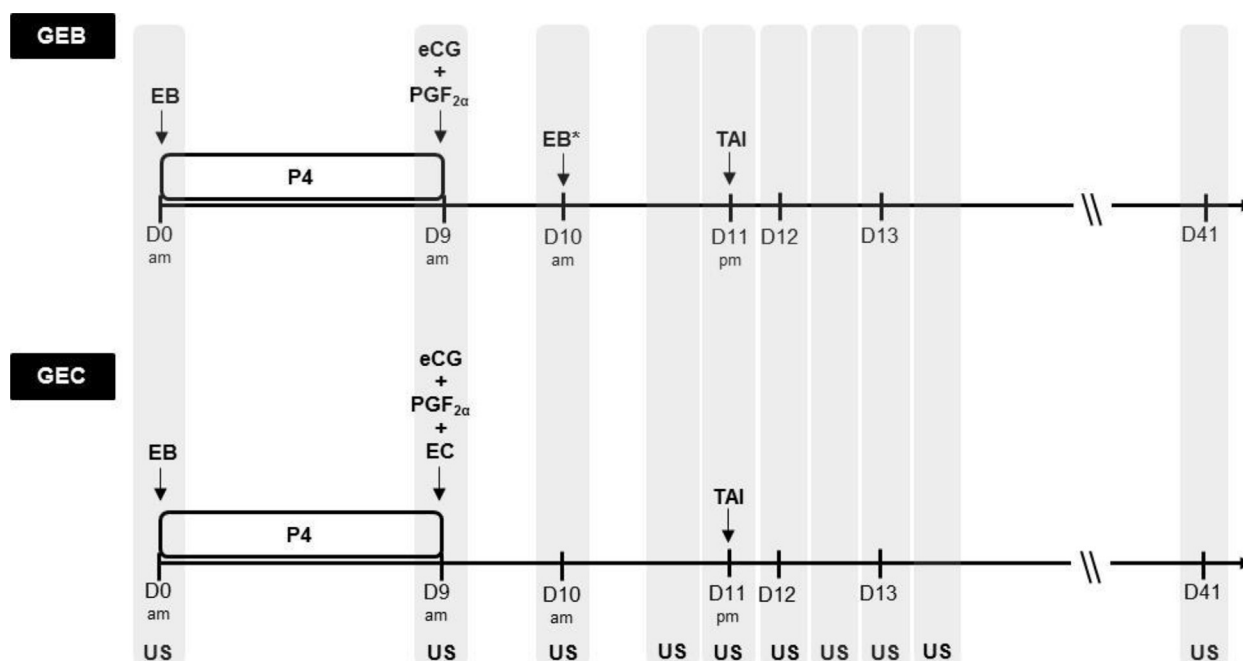 GEB
eCG
+
PGF2α
EB
EB*
TAI
P4
D0
am
D9
am
D10
am
D11
pm
D12
D13
D41
GEC
eCG
+
PGF2α
+
EC
EB
TAI
P4
D0
am
D9
am
D10
am
D11
pm
D12
D13
D41
US US US US US US US US US US